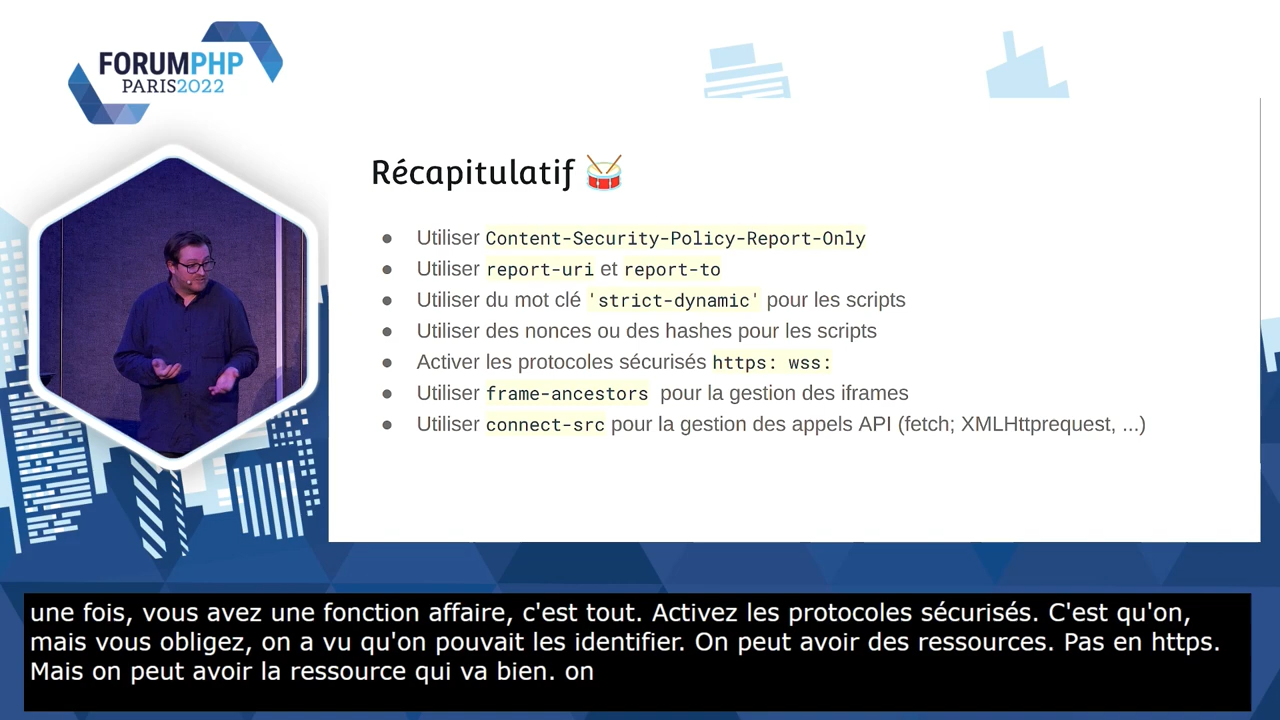 FORUMPHP
PARIS2022
Récapitulatif
Utiliser Content-Security-Policy-Report-Only
Utiliser report-uri et report-to
Utiliser du mot clé 'strict-dynamic' pour les scripts
Utiliser des nonces ou des hashes pour les scripts
Activer les protocoles sécurisés https: wss:
Utiliser frame-ancestors pour la gestion des iframes
Utiliser connect-src pour la gestion des appels API (fetch; XMLHttprequest, ...)
une fois, vous avez une fonction affaire, c'est tout. Activez les protocoles sécurisés. C'est qu'on,
mais vous obligez, on a vu qu'on pouvait les identifier. On peut avoir des ressources. Pas en https.
Mais on peut avoir la ressource qui va bien. on